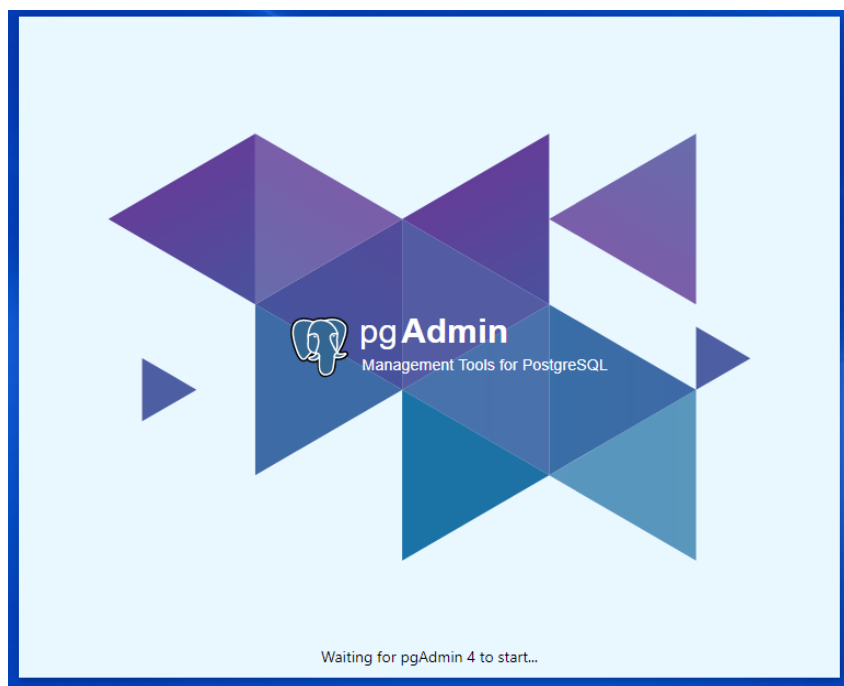 pgAdmin
Management Tools for PostgreSQL
Waiting for pgAdmin 4 to start...